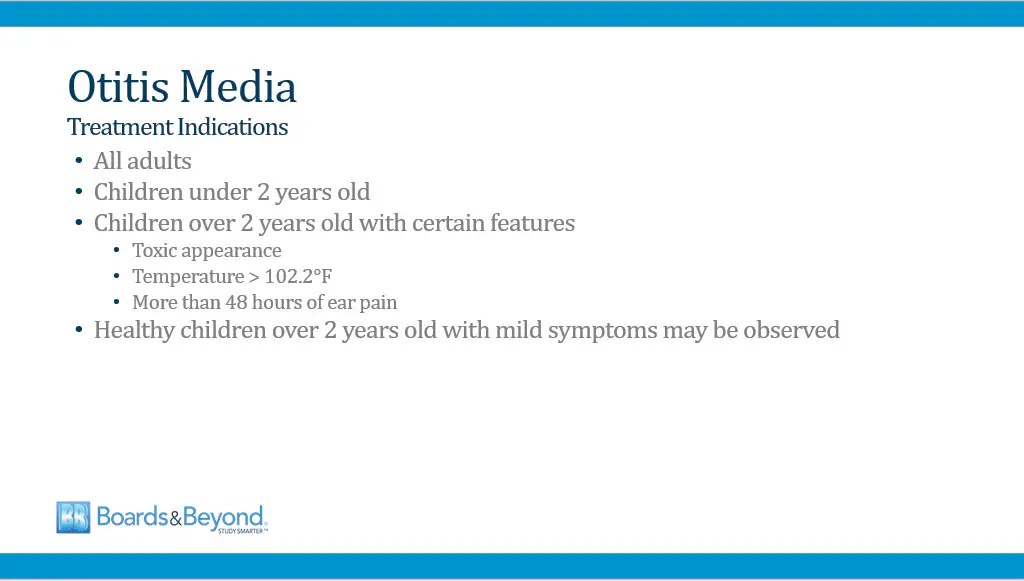 Otitis Media
Treatment Indications
• All adults
• Children under 2 years old
• Children over 2 years old with certain features
• Toxic appearance
• Temperature > 102.2°F
• More than 48 hours of ear pain
• Healthy children over 2 years old with mild symptoms may be observed
BB Boards&Beyond.
STUDY SMARTER™